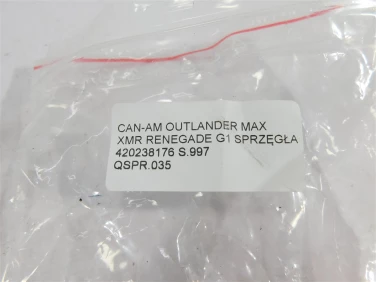 CAN-AM OUTLANDER MAX
XMR RENEGADE G1 SPRZĘGŁA
420238176 S.997
QSPR.035